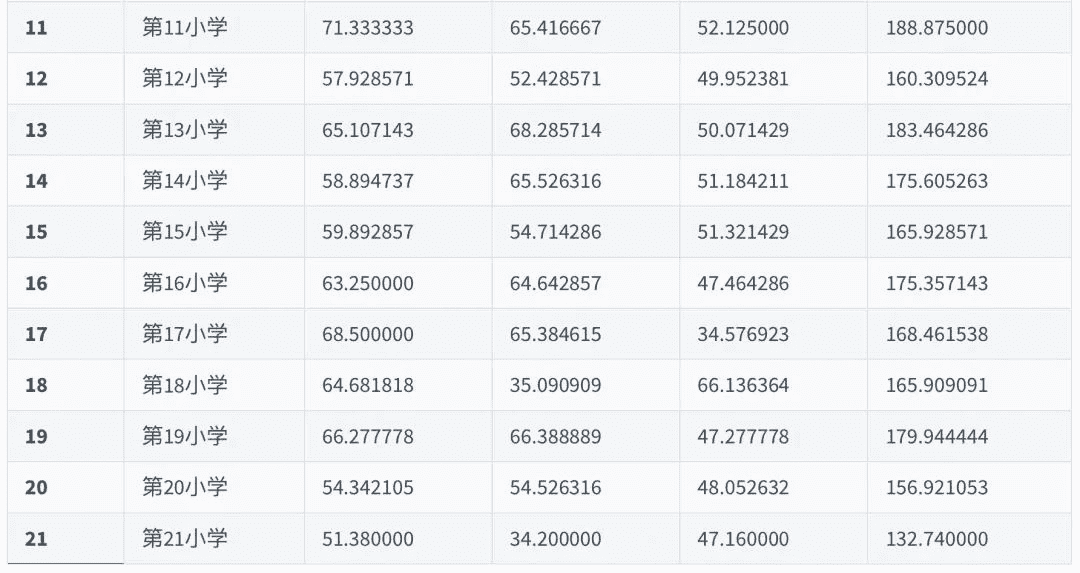 11 第11小学 71.333333 65.416667 52.125000 188.875000
12 第12小学 57.928571 52.428571 49.952381 160.309524
13 第13小学 65.107143 68.285714 50.071429 183.464286
14 第14小学 58.894737 65.526316 51.184211 175.605263
15 第15小学 59.892857 54.714286 51.321429 165.928571
16 第16小学 63.250000 64.642857 47.464286 175.357143
17 第17小学 68.500000 65.384615 34.576923 168.461538
18 第18小学 64.681818 35.090909 66.136364 165.909091
19 第19小学 66.277778 66.388889 47.277778 179.944444
20 第20小学 54.342105 54.526316 48.052632 156.921053
21 第21小学 51.380000 34.200000 47.160000 132.740000